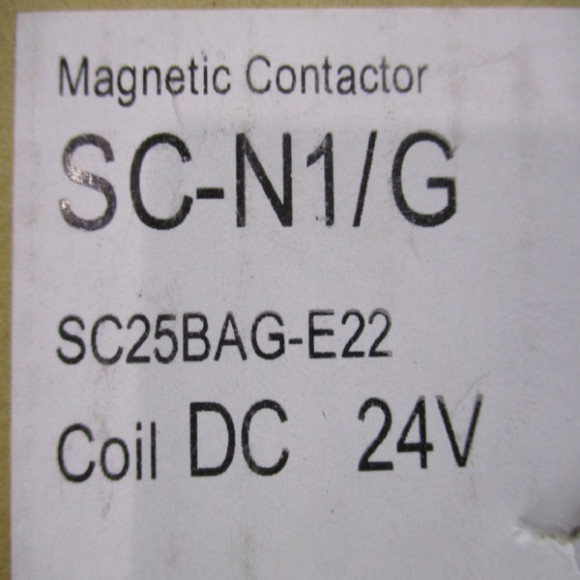 Magnetic Contactor
SC-N1/G
SC25BAG-E22
Coil DC 24V